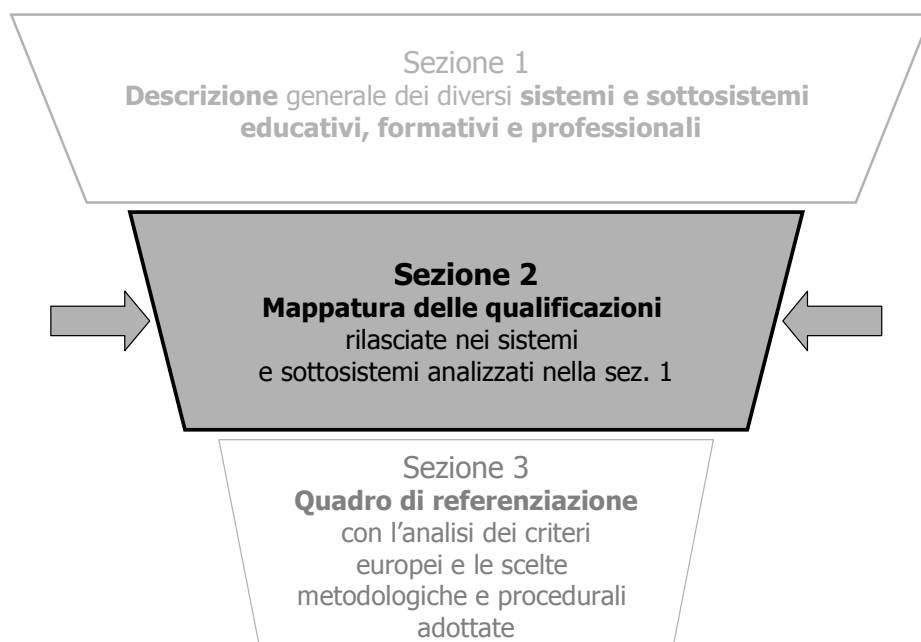 Sezione 1
Descrizione generale dei diversi sistemi e sottosistemi
educativi, formativi e professionali
Sezione 2
Mappatura delle qualificazioni
rilasciate nei sistemi
e sottosistemi analizzati nella sez. 1
Sezione 3
Quadro di referenziazione
con l’analisi dei criteri
europei e le scelte
metodologiche e procedurali
adottate